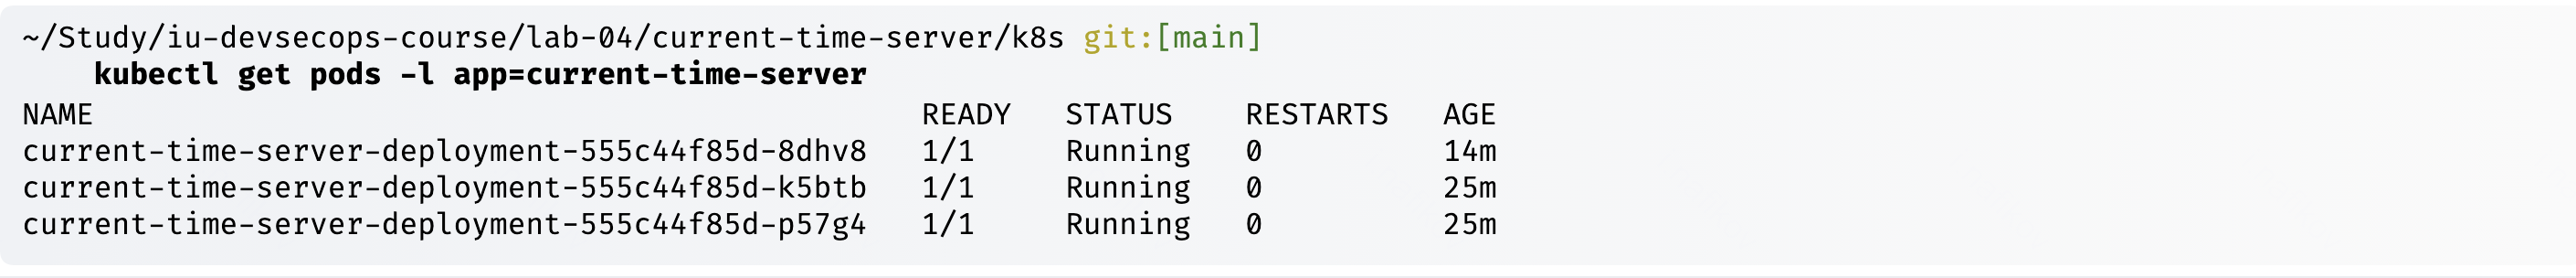 ~/Study/iu-devsecops-course/lab-04/current-time-server/k8s git:[main]
kubectl get pods -l app=current-time-server
NAME READY STATUS RESTARTS AGE
current-time-server-deployment-555c44f85d-8dhv8 1/1 Running 0 14m
current-time-server-deployment-555c44f85d-k5btb 1/1 Running 0 25m
current-time-server-deployment-555c44f85d-p57g4 1/1 Running 0 25m